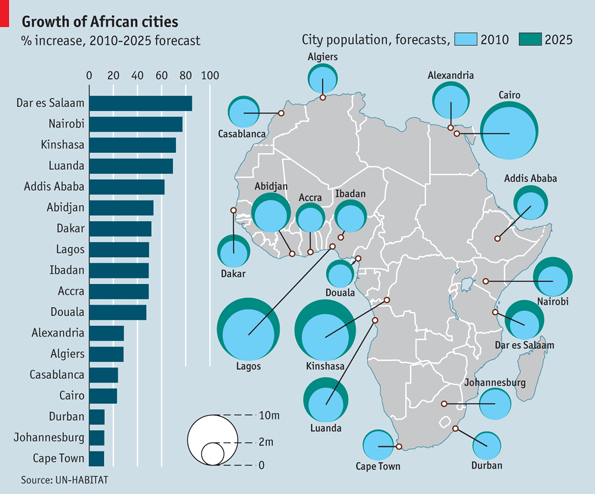 Growth of African cities
% increase, 2010-2025 forecast
City population, forecasts, 2010 2025
0 20 40 60 80 100
Dar es Salaam
Nairobi
Kinshasa
Luanda
Addis Ababa
Abidjan
Dakar
Lagos
Ibadan
Accra
Douala
Alexandria
Algiers
Casablanca
Cairo
Durban
Johannesburg
Cape Town
Algiers
Alexandria
Cairo
Casablanca
Addis Ababa
Abidjan
Accra
Ibadan
Dakar
Douala
Nairobi
Dar es Salaam
Lagos
Kinshasa
Johannesburg
Luanda
Cape Town
Durban
10m
2m
0
Source: UN-HABITAT